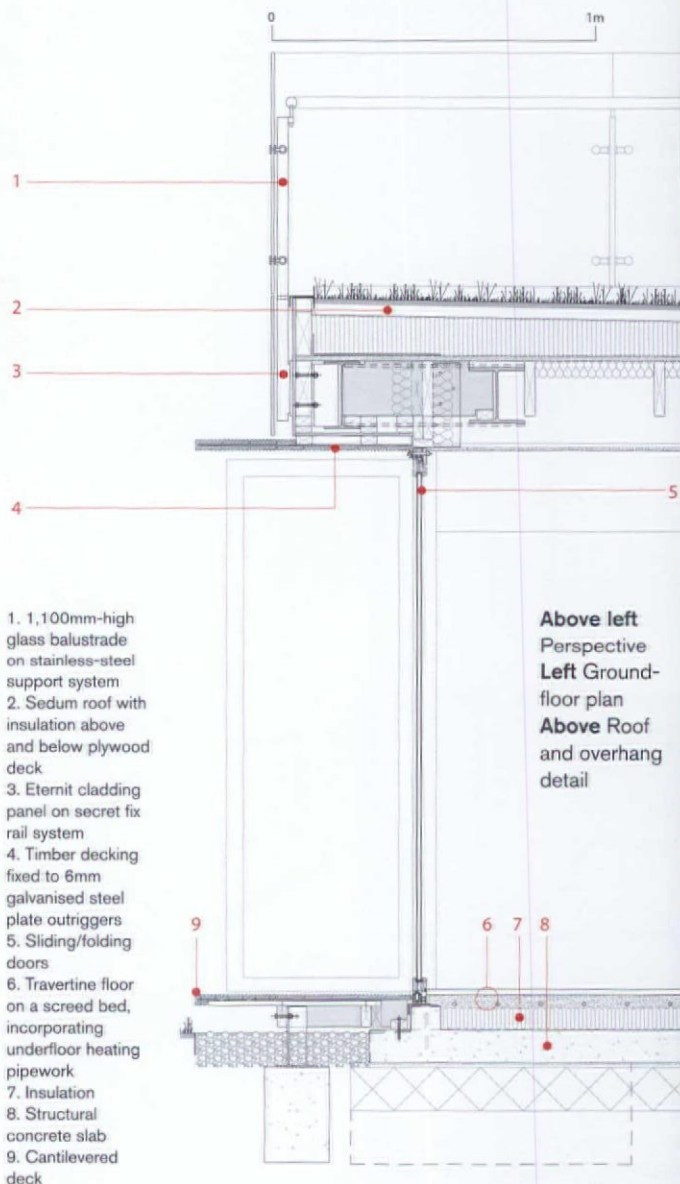 0
1m
1
2
3
4
5
1. 1,100mm-high
glass balustrade
on stainless-steel
support system
2. Sedum roof with
insulation above
and below plywood
deck
3. Eternit cladding
panel on secret fix
rail system
4. Timber decking
fixed to 6mm
galvanised steel
plate outriggers
5. Sliding/folding
doors
6. Travertine floor
on a screed bed,
incorporating
underfloor heating
pipework
7. Insulation
8. Structural
concrete slab
9. Cantilevered
deck
Above left
Perspective
Left Ground-
floor plan
Above Roof
and overhang
detail
9
6
7
8